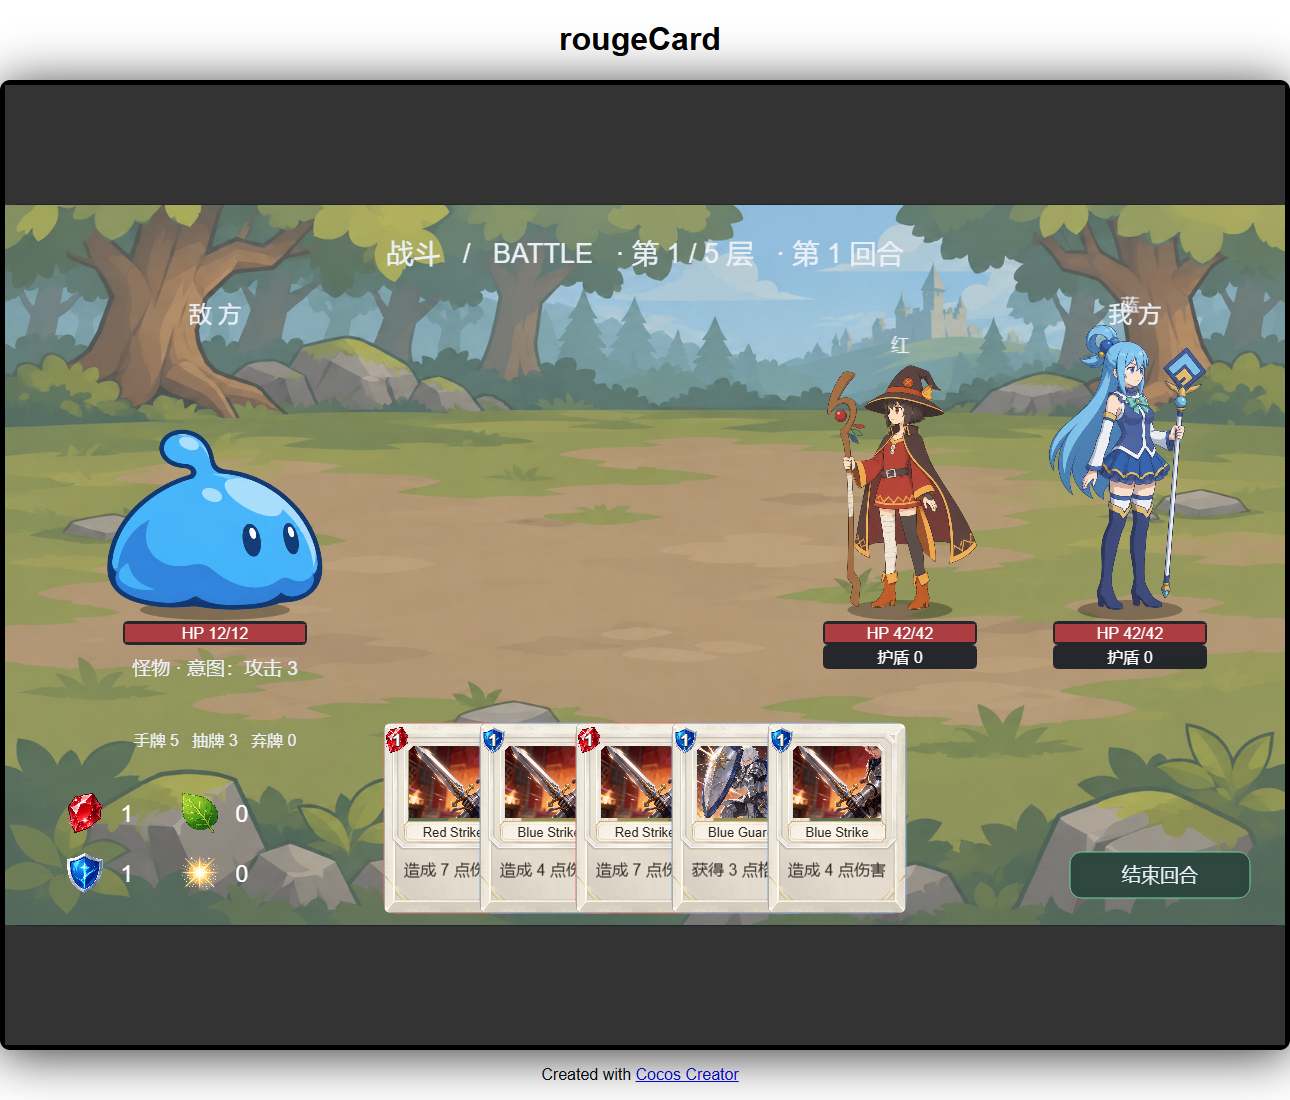 rougeCard
战斗 / BATTLE · 第 1 / 5 层 · 第 1 回合
敌 方
蓝
我 方
红
HP 12/12
HP 42/42
HP 42/42
护盾 0
护盾 0
怪物 · 意图：攻击 3
手牌 5 抽牌 3 弃牌 0
1
1
1
1
1
Red Strike
Blue Strike
Red Strike
Blue Guar
Blue Strike
造成 7 点伤
造成 4 点伤
造成 7 点伤
获得 3 点格
造成 4 点伤害
1
0
1
0
结束回合
Created with Cocos Creator